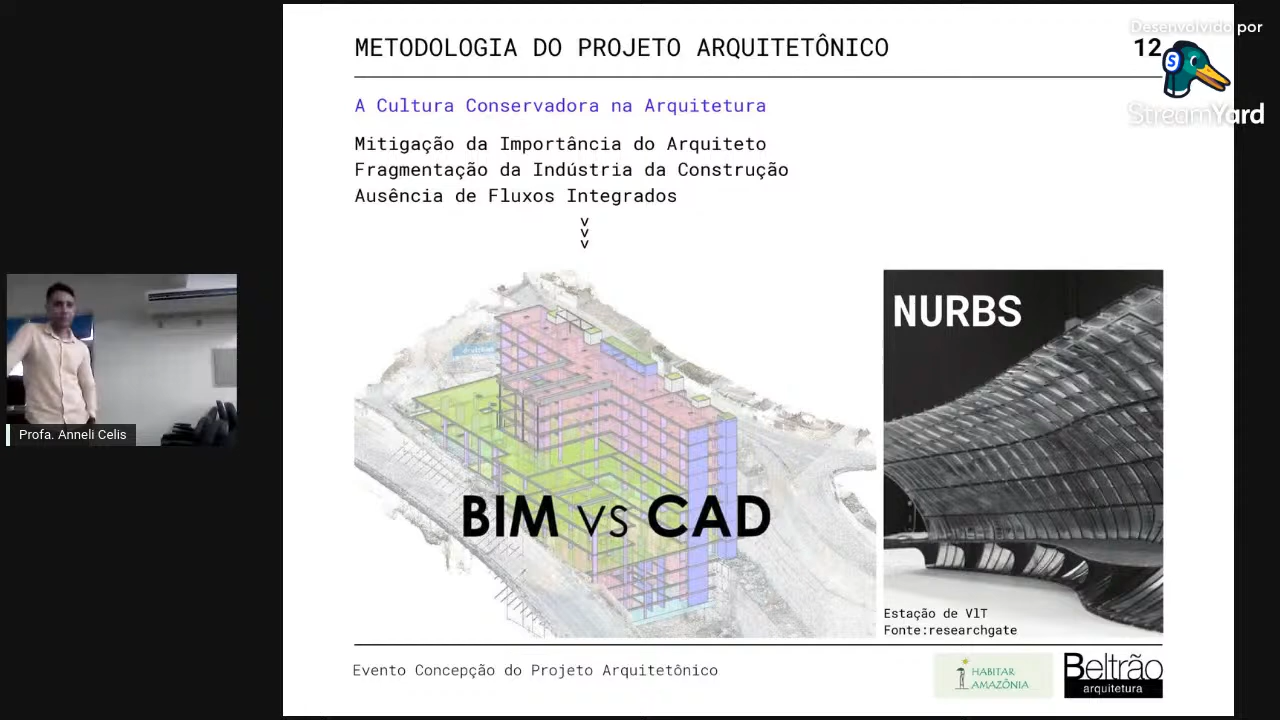 METODOLOGIA DO PROJETO ARQUITETÔNICO
12
Desenvolvido por
StreamYard
A Cultura Conservadora na Arquitetura
Mitigação da Importância do Arquiteto
Fragmentação da Indústria da Construção
Ausência de Fluxos Integrados
v
v
v
BIM vs CAD
NURBS
Estação de VlT
Fonte:researchgate
Profa. Anneli Celis
Evento Concepção do Projeto Arquitetônico
HABITAR
AMAZÔNIA
Beltrão
arquitetura